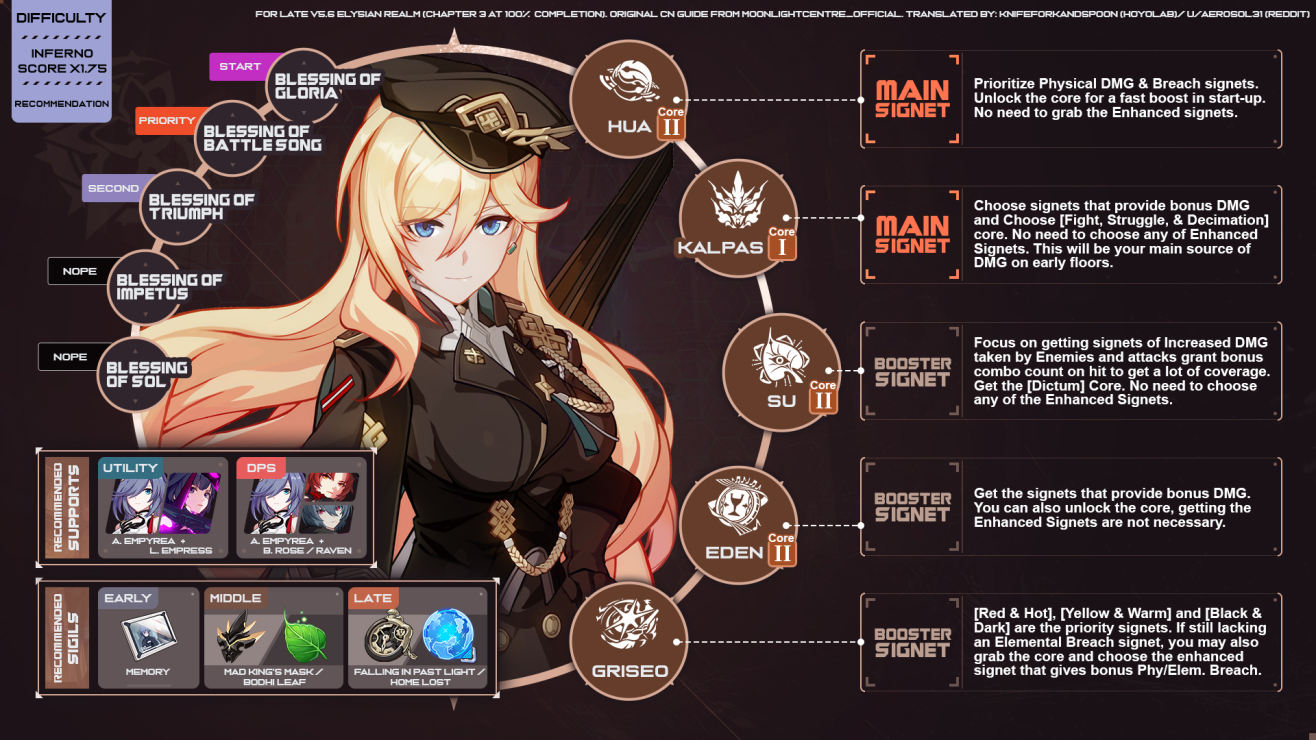 DIFFICULTY
INFERNO
SCORE X1.75
RECOMMENDATION
FOR LATE V5.6 ELYSIAN REALM (CHAPTER 3 AT 100% COMPLETION). ORIGINAL CN GUIDE FROM MOONLIGHTCENTRE_OFFICIAL. TRANSLATED BY: KNIFEFORKANDSPOON (HOYOLAB)/ U/AEROSOL31 (REDDIT)
START
BLESSING OF
GLORIA
PRIORITY
BLESSING OF
BATTLE SONG
SECOND
BLESSING OF
TRIUMPH
NOPE
BLESSING OF
IMPETUS
NOPE
BLESSING
OF SOL
RECOMMENDED
SUPPORTS
UTILITY
A. EMPYREA +
L. EMPRESS
DPS
A. EMPYREA +
B. ROSE / RAVEN
RECOMMENDED
SIGILS
EARLY
MEMORY
MIDDLE
MAD KING'S MASK /
BODHI LEAF
LATE
FALLING IN PAST LIGHT /
HOME LOST
HUA
Core
II
MAIN
SIGNET
Prioritize Physical DMG & Breach signets.
Unlock the core for a fast boost in start-up.
No need to grab the Enhanced signets.
KALPAS
Core
I
MAIN
SIGNET
Choose signets that provide bonus DMG
and Choose [Fight, Struggle, & Decimation]
core. No need to choose any of Enhanced
Signets. This will be your main source of
DMG on early floors.
SU
Core
II
BOOSTER
SIGNET
Focus on getting signets of Increased DMG
taken by Enemies and attacks grant bonus
combo count on hit to get a lot of coverage.
Get the [Dictum] Core. No need to choose
any of the Enhanced Signets.
EDEN
Core
II
BOOSTER
SIGNET
Get the signets that provide bonus DMG.
You can also unlock the core, getting the
Enhanced Signets are not necessary.
GRISEO
BOOSTER
SIGNET
[Red & Hot], [Yellow & Warm] and [Black &
Dark] are the priority signets. If still lacking
an Elemental Breach signet, you may also
grab the core and choose the enhanced
signet that gives bonus Phy/Elem. Breach.